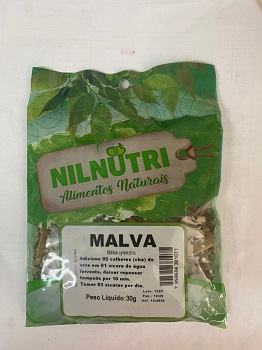 NILNUTRI
Alimentos Naturais
MALVA
Malva sylvestris
Adicione 02 colheres (chá) da
erva em 01 xícara de água
fervente, deixar repousar
tampado por 10 min.
Tomar 03 xícaras por dia.
Peso Líquido: 30g